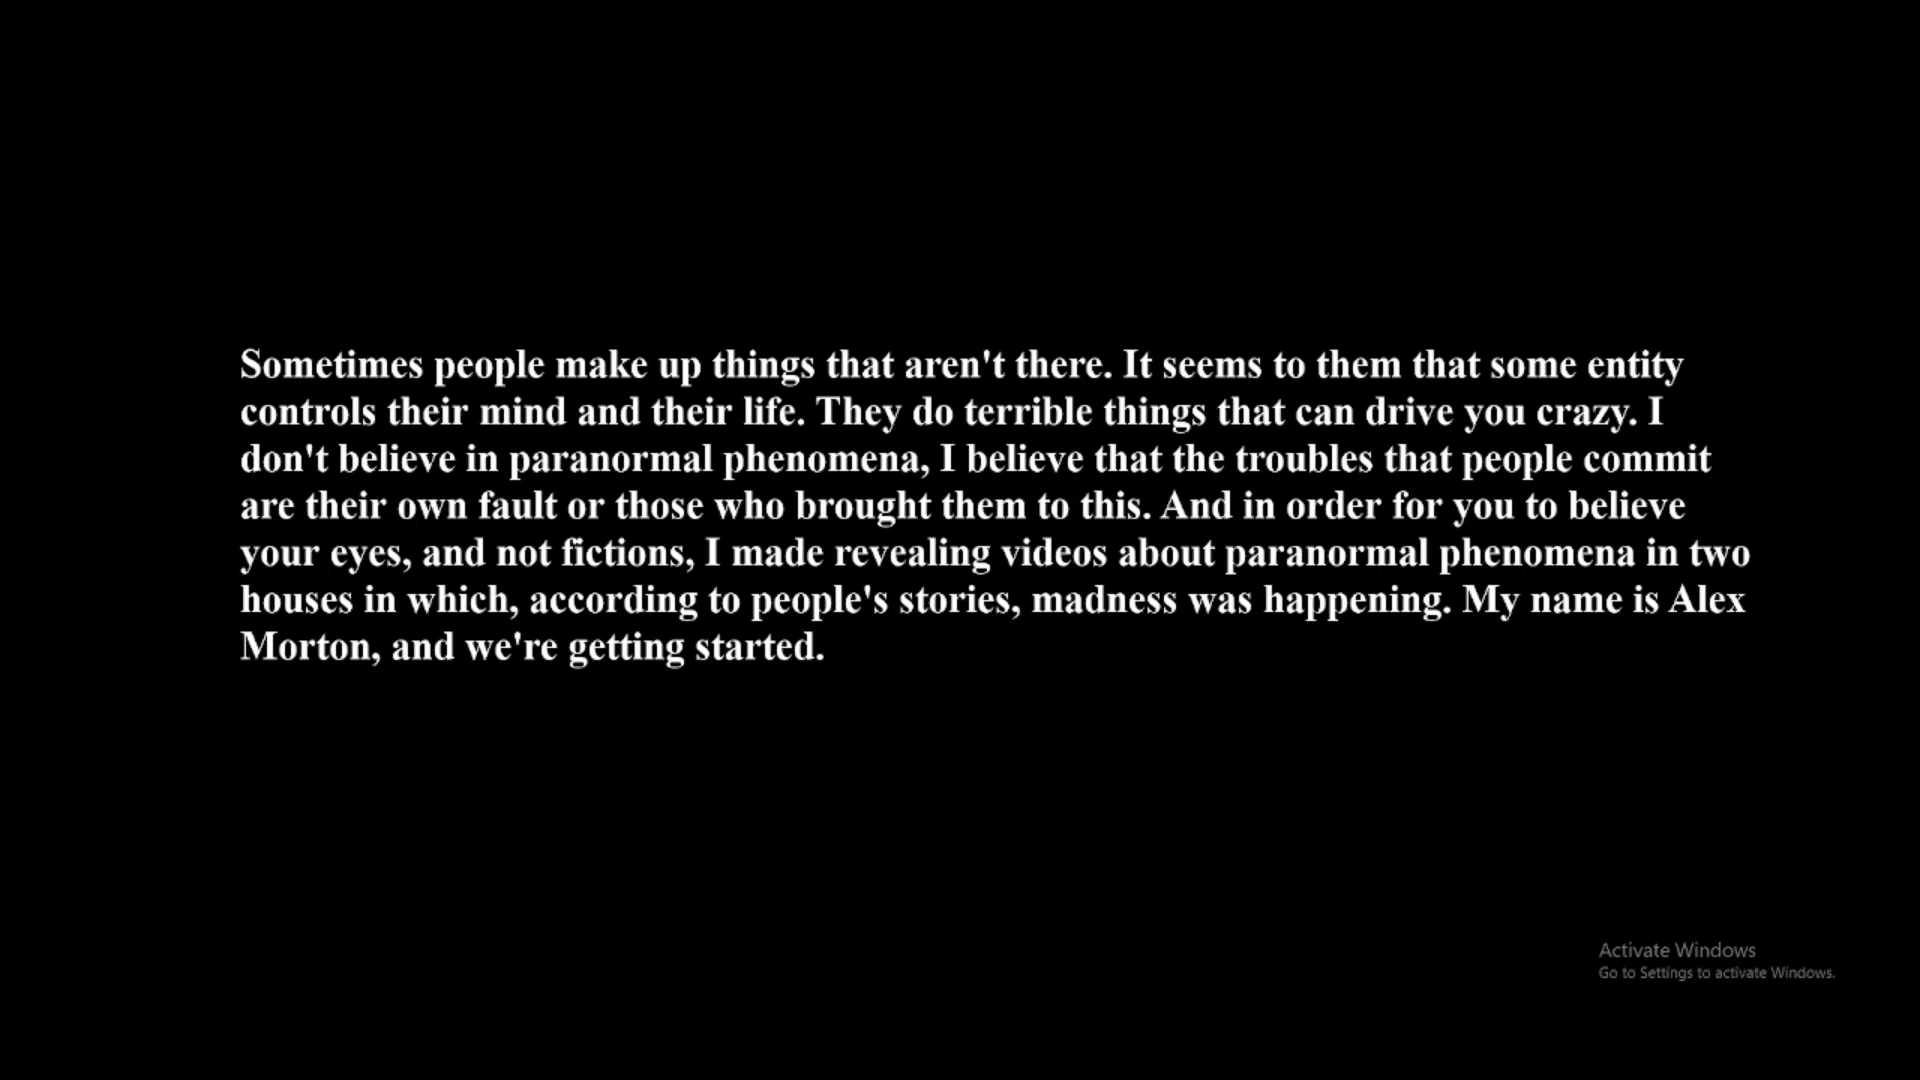 Sometimes people make up things that aren't there. It seems to them that some entity
controls their mind and their life. They do terrible things that can drive you crazy. I
don't believe in paranormal phenomena, I believe that the troubles that people commit
are their own fault or those who brought them to this. And in order for you to believe
your eyes, and not fictions, I made revealing videos about paranormal phenomena in two
houses in which, according to people's stories, madness was happening. My name is Alex
Morton, and we're getting started.
Activate Windows
Go to Settings to activate Windows.